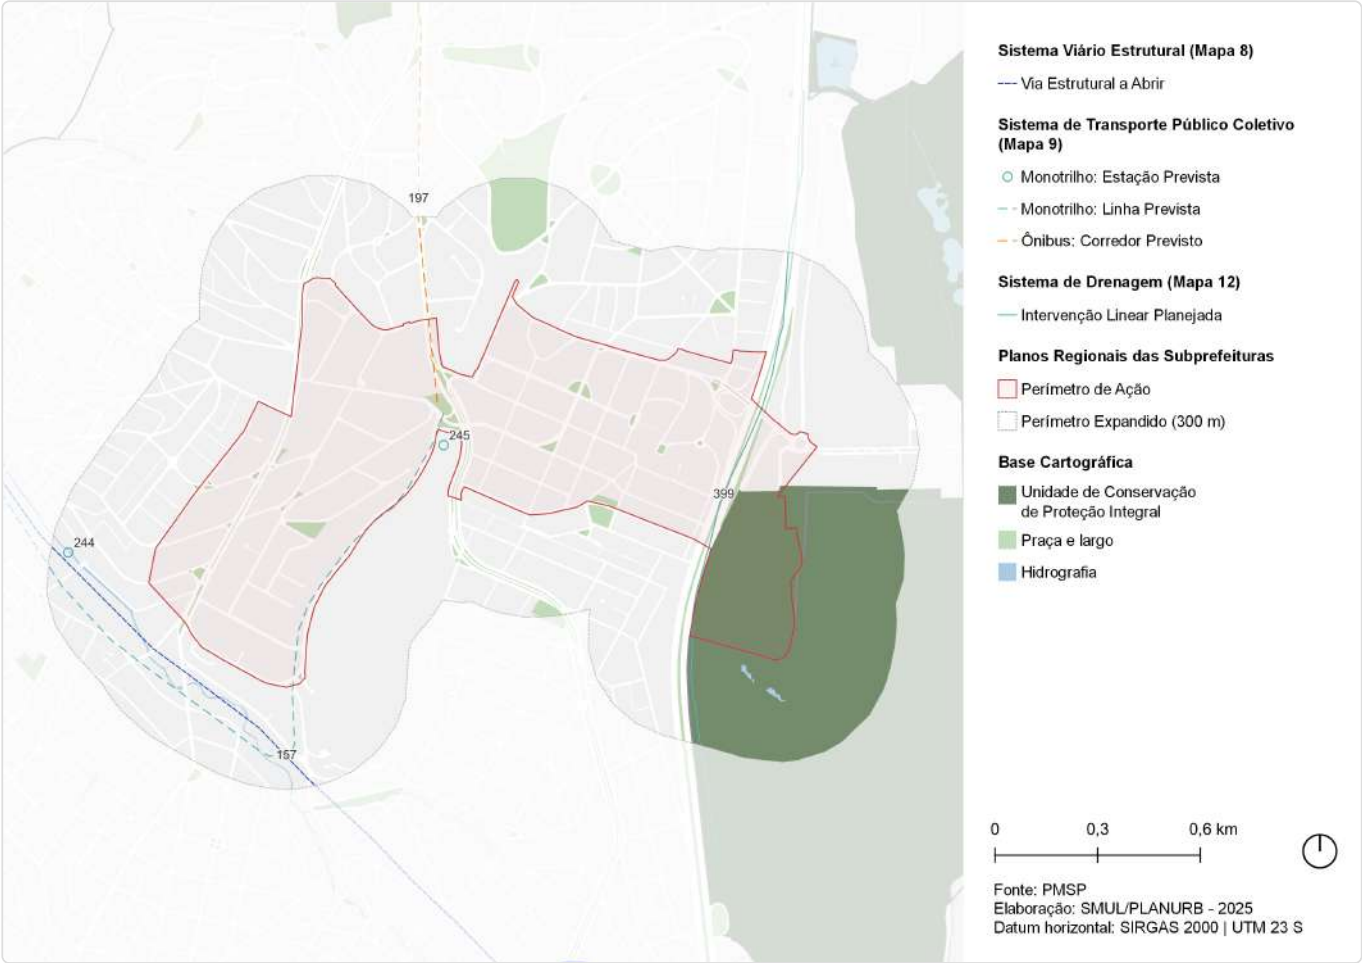 197
245
399
244
157
Sistema Viário Estrutural (Mapa 8)
Via Estrutural a Abrir
Sistema de Transporte Público Coletivo
(Mapa 9)
Monotrilho: Estação Prevista
Monotrilho: Linha Prevista
Ônibus: Corredor Previsto
Sistema de Drenagem (Mapa 12)
Intervenção Linear Planejada
Planos Regionais das Subprefeituras
Perímetro de Ação
Perímetro Expandido (300 m)
Base Cartográfica
Unidade de Conservação
de Proteção Integral
Praça e largo
Hidrografia
0 0,3 0,6 km
Fonte: PMSP
Elaboração: SMUL/PLANURB - 2025
Datum horizontal: SIRGAS 2000 | UTM 23 S